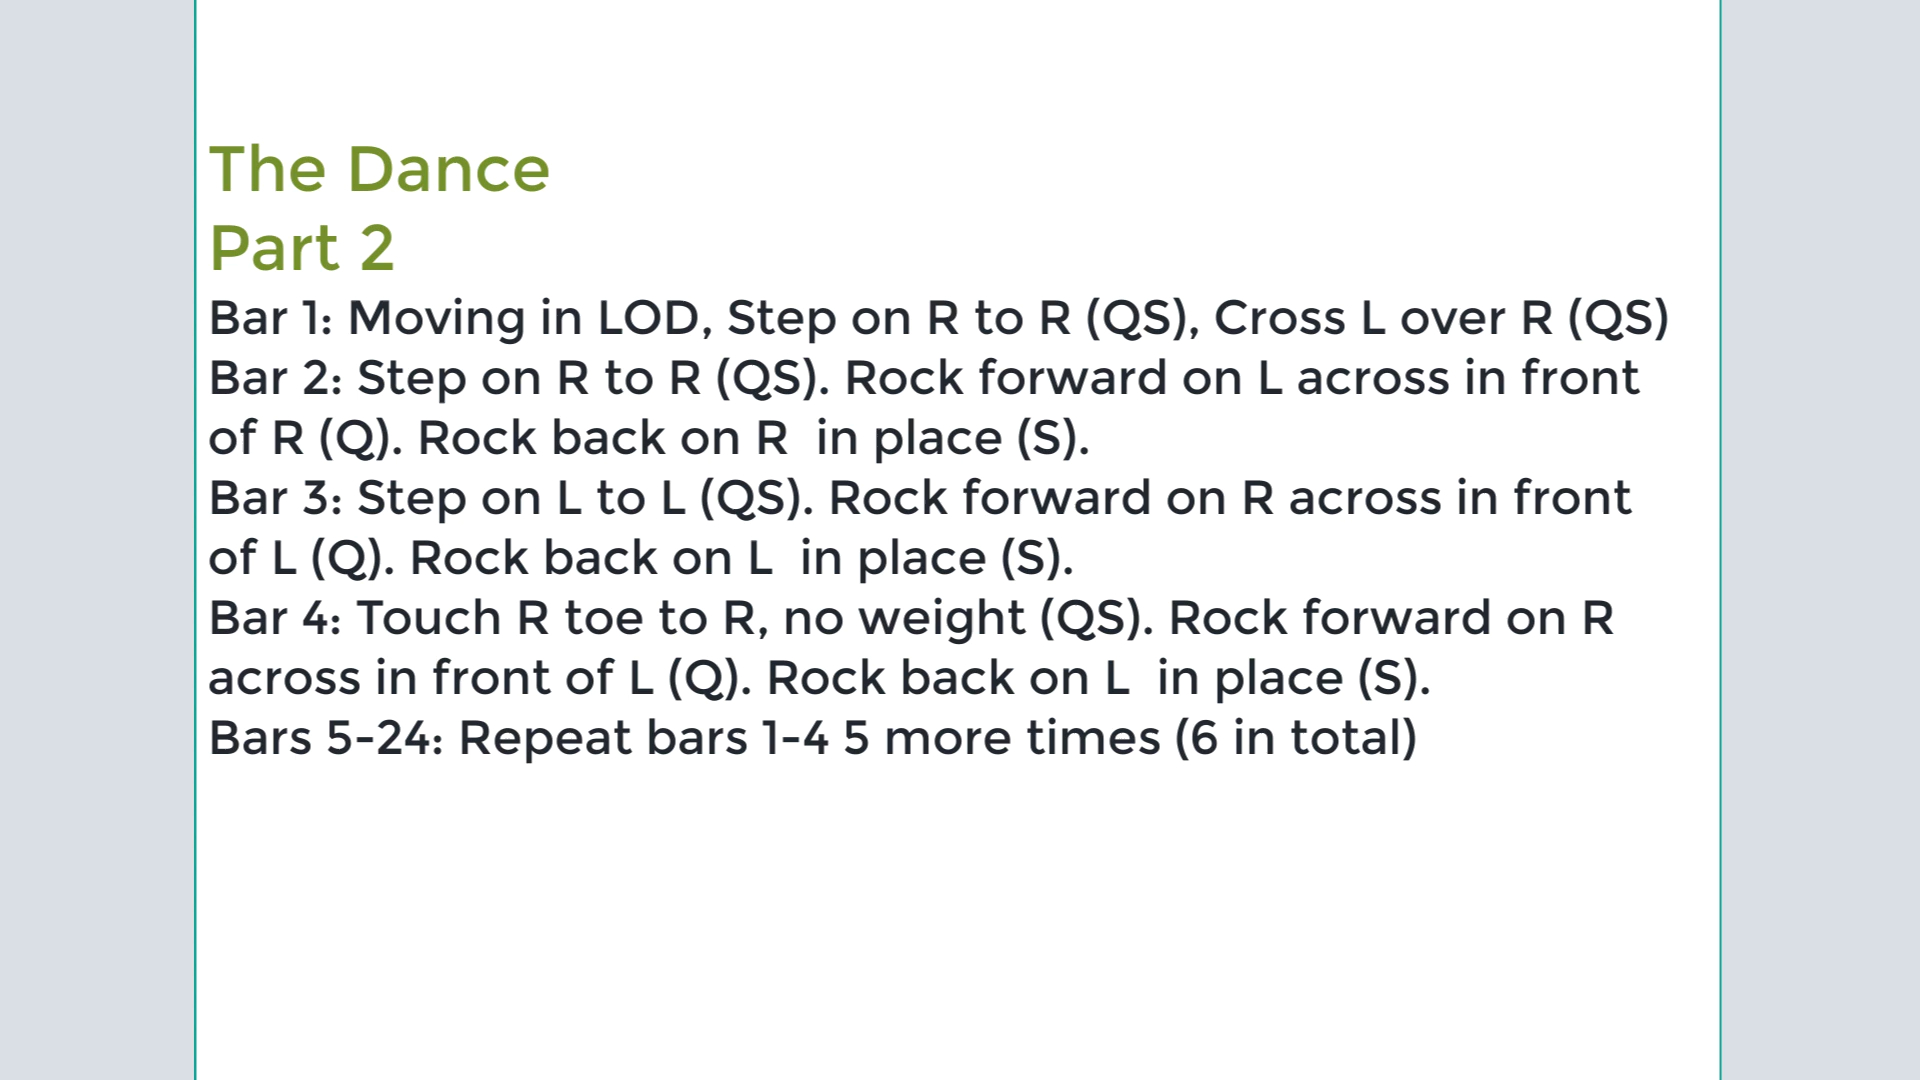 The Dance
Part 2
Bar 1: Moving in LOD, Step on R to R (QS), Cross L over R (QS)
Bar 2: Step on R to R (QS). Rock forward on L across in front
of R (Q). Rock back on R  in place (S).
Bar 3: Step on L to L (QS). Rock forward on R across in front
of L (Q). Rock back on L  in place (S).
Bar 4: Touch R toe to R, no weight (QS). Rock forward on R
across in front of L (Q). Rock back on L  in place (S).
Bars 5-24: Repeat bars 1-4 5 more times (6 in total)